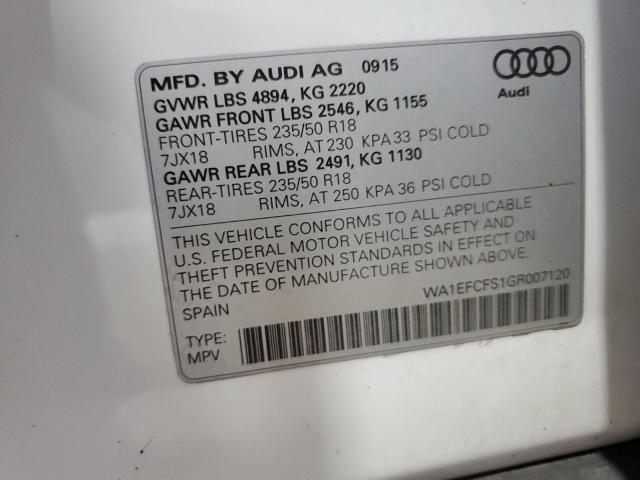 MFD. BY AUDI AG 0915
GVWR LBS 4894, KG 2220
GAWR FRONT LBS 2546, KG 1155
FRONT-TIRES 235/50 R18
7JX18 RIMS, AT 230 KPA 33 PSI COLD
GAWR REAR LBS 2491, KG 1130
REAR-TIRES 235/50 R18
7JX18 RIMS, AT 250 KPA 36 PSI COLD
Audi
THIS VEHICLE CONFORMS TO ALL APPLICABLE
U.S. FEDERAL MOTOR VEHICLE SAFETY AND
THEFT PREVENTION STANDARDS IN EFFECT ON
THE DATE OF MANUFACTURE SHOWN ABOVE.
SPAIN
WA1EFCFS1GR007120
TYPE:
MPV